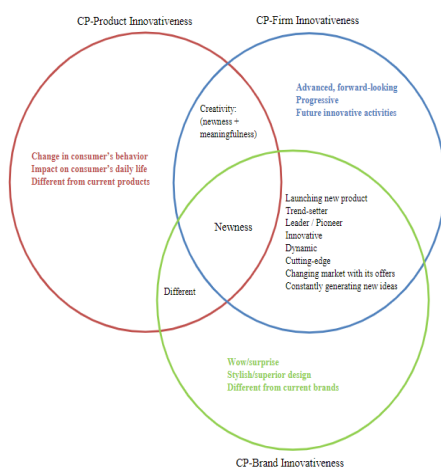 CP-Product Innovativeness
CP-Firm Innovativeness
Advanced, forward-looking
Progressive
Future innovative activities
Creativity:
(newness +
meaningfulness)
Change in consumer's behavior
Impact on consumer's daily life
Different from current products
Launching new product
Trend-setter
Leader / Pioneer
Innovative
Dynamic
Cutting-edge
Changing market with its offers
Constantly generating new ideas
Newness
Different
Wow/surprise
Stylish/superior design
Different from current brands
CP-Brand Innovativeness